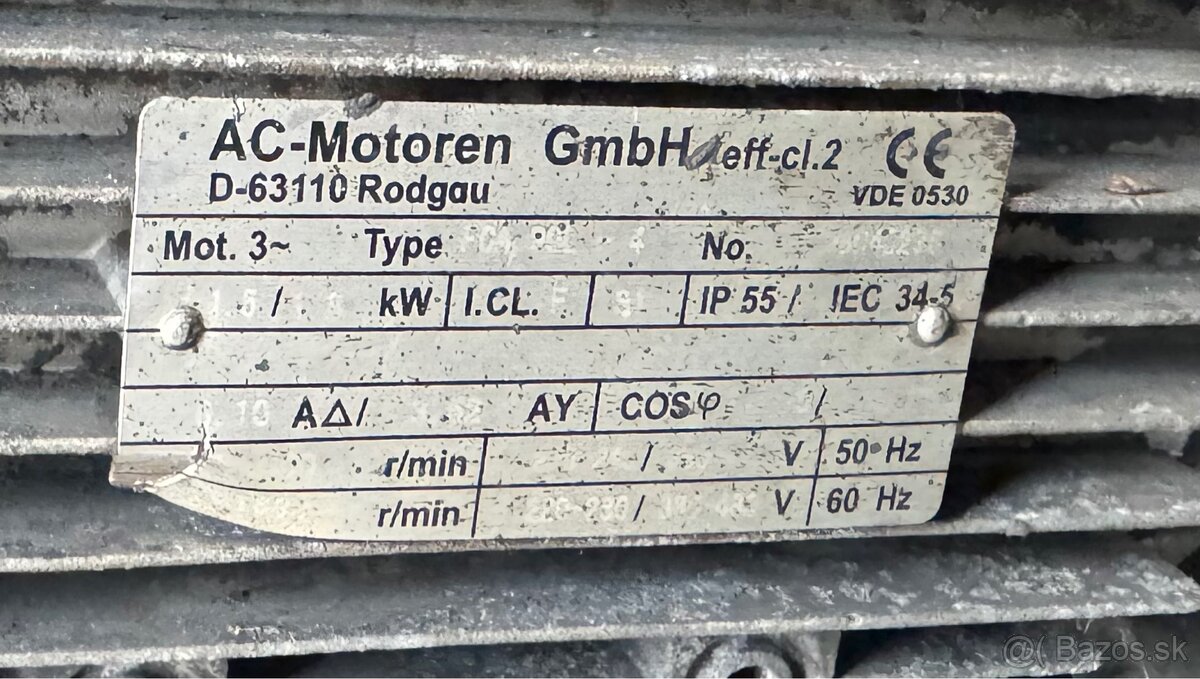 AC-Motoren GmbH eff-cl.2 CE
D-63110 Rodgau VDE 0530
Mot. 3~ Type No.
/ kW I.CL. F IP 55 / IEC 34-5
A△/ AY COSφ /
r/min / V 50 Hz
r/min / V 60 Hz
@( Bazos.sk